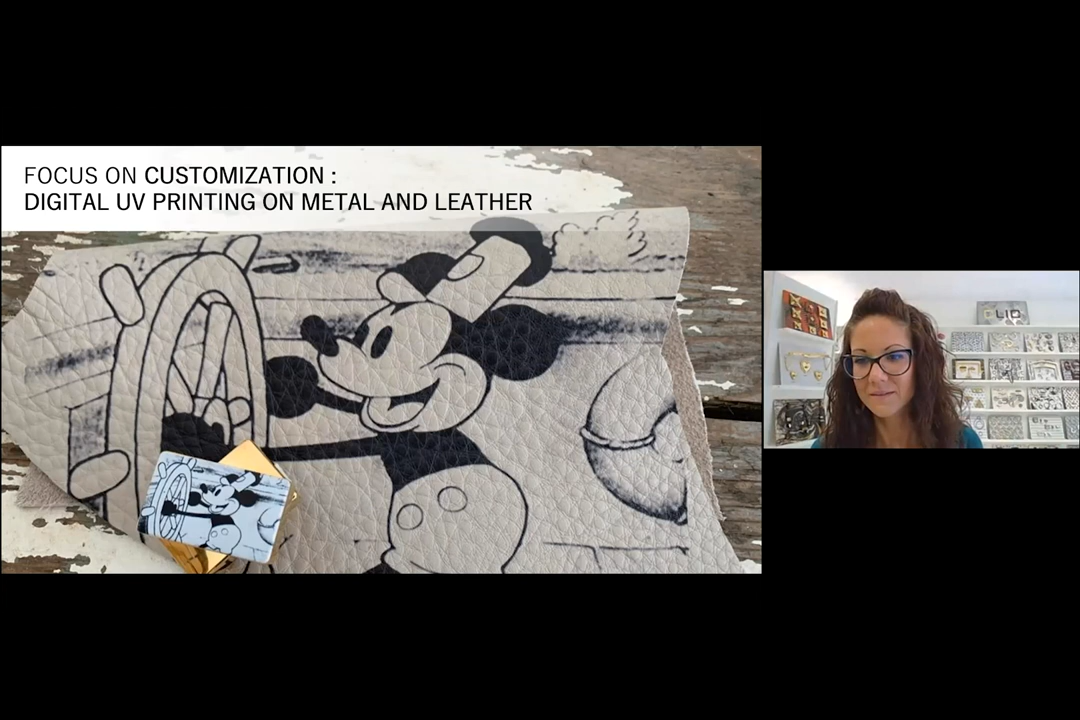 FOCUS ON CUSTOMIZATION :
DIGITAL UV PRINTING ON METAL AND LEATHER